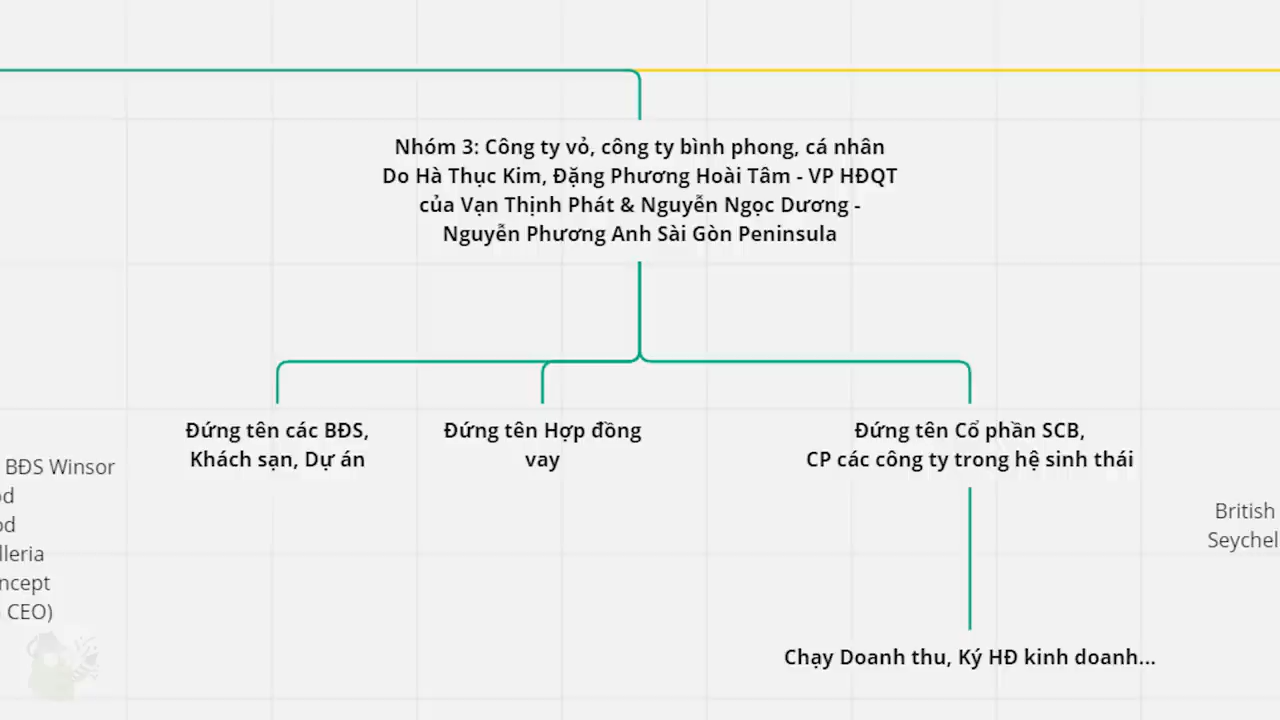 Nhóm 3: Công ty vỏ, công ty bình phong, cá nhân
Do Hà Thục Kim, Đặng Phương Hoài Tâm - VP HĐQT
của Vạn Thịnh Phát & Nguyễn Ngọc Dương -
Nguyễn Phương Anh Sài Gòn Peninsula
Đứng tên các BĐS,
Khách sạn, Dự án
Đứng tên Hợp đồng
vay
Đứng tên Cổ phần SCB,
CP các công ty trong hệ sinh thái
Chạy Doanh thu, Ký HĐ kinh doanh...
BĐS Winsor
od
od
lleria
ncept
CEO)
British
Seychel